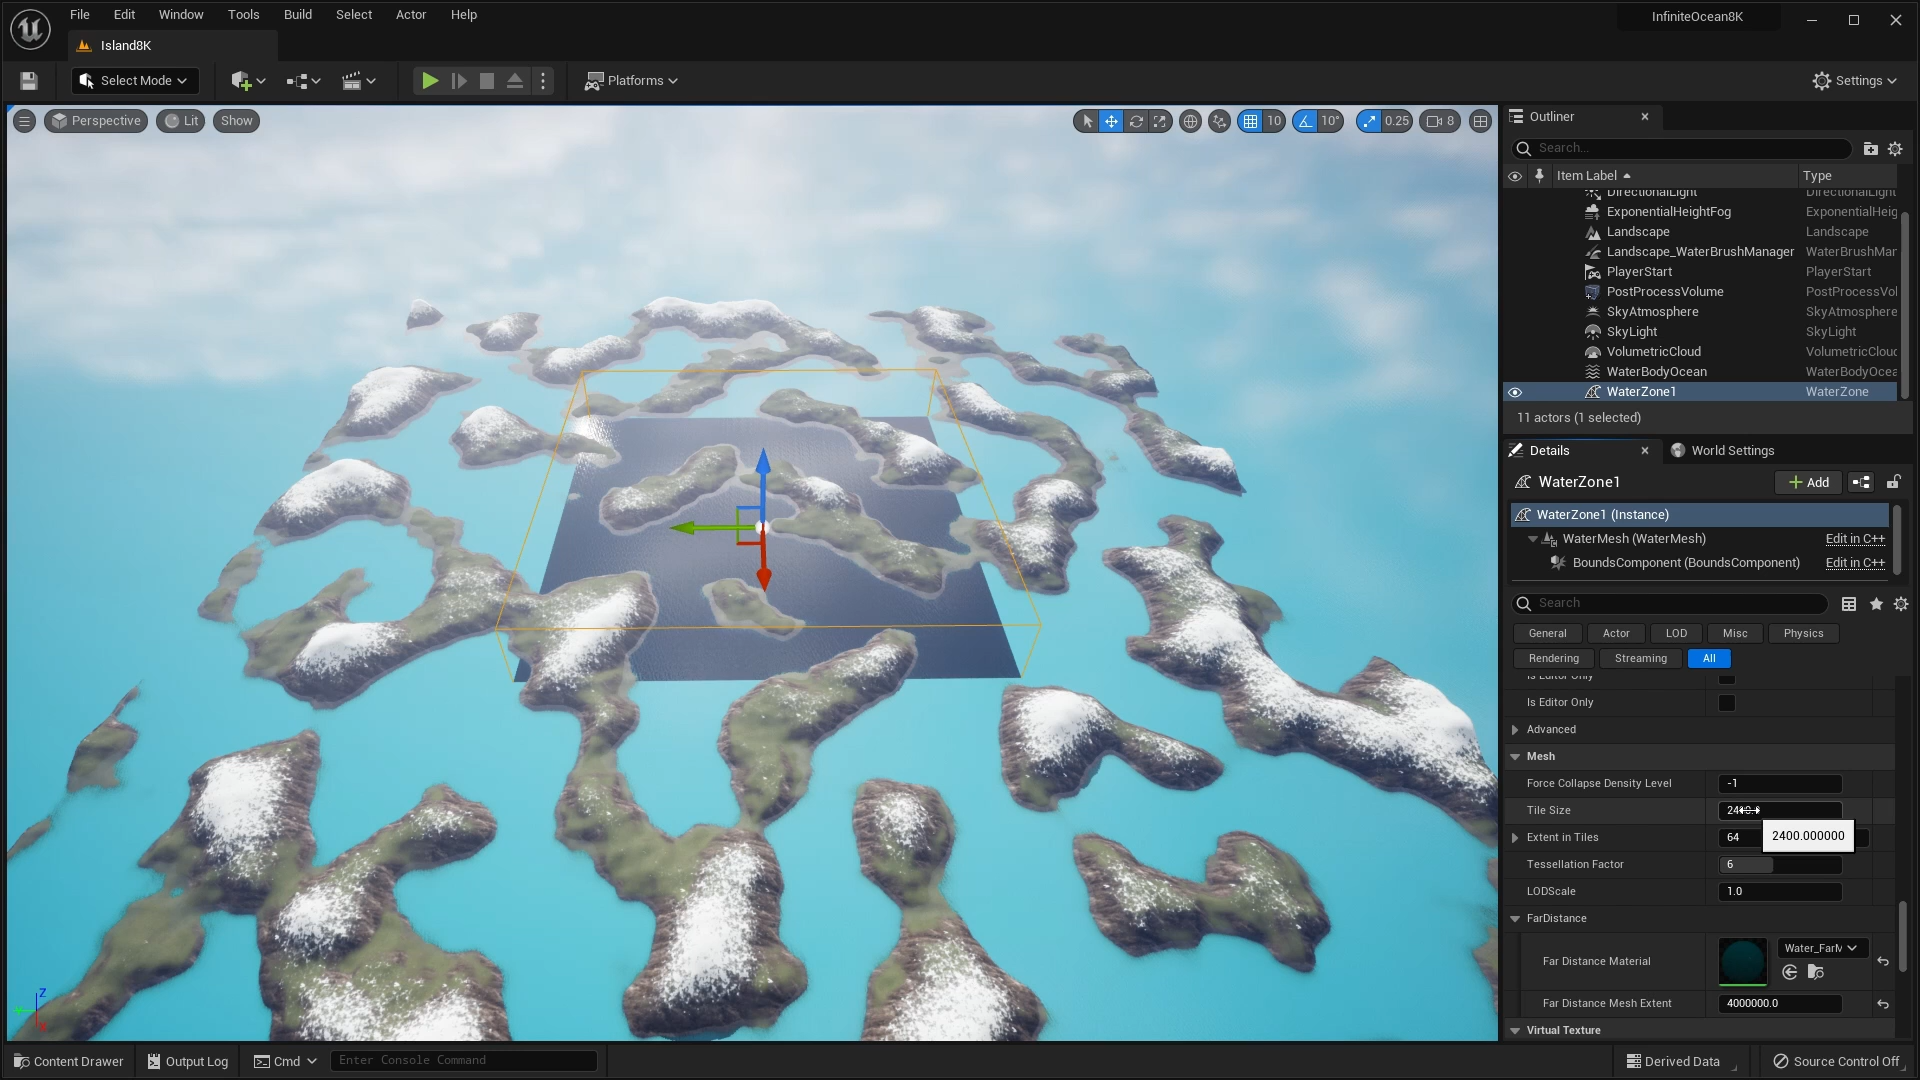 File Edit Window Tools Build Select Actor Help
InfiniteOcean8K
Island8K
Select Mode
Platforms
Settings
Perspective Lit Show
10 10° 0.25 8
Outliner
Search...
Item Label Type
DirectionalLight DirectionalLight
ExponentialHeightFog ExponentialHeig
Landscape Landscape
Landscape_WaterBrushManager WaterBrushMar
PlayerStart PlayerStart
PostProcessVolume PostProcessVol
SkyAtmosphere SkyAtmosphere
SkyLight SkyLight
VolumetricCloud VolumetricClouc
WaterBodyOcean WaterBodyOcea
WaterZone1 WaterZone
11 actors (1 selected)
Details World Settings
WaterZone1
Add
WaterZone1 (Instance)
WaterMesh (WaterMesh) Edit in C++
BoundsComponent (BoundsComponent) Edit in C++
Search
General Actor LOD Misc Physics
Rendering Streaming All
Is Editor Only
Is Editor Only
Advanced
Mesh
Force Collapse Density Level -1
Tile Size
2400.000000
Extent in Tiles 64
Tessellation Factor 6
LODScale 1.0
FarDistance
Far Distance Material Water_FarM
Far Distance Mesh Extent 4000000.0
Virtual Texture
Z
X
Content Drawer Output Log Cmd Enter Console Command
Derived Data Source Control Off